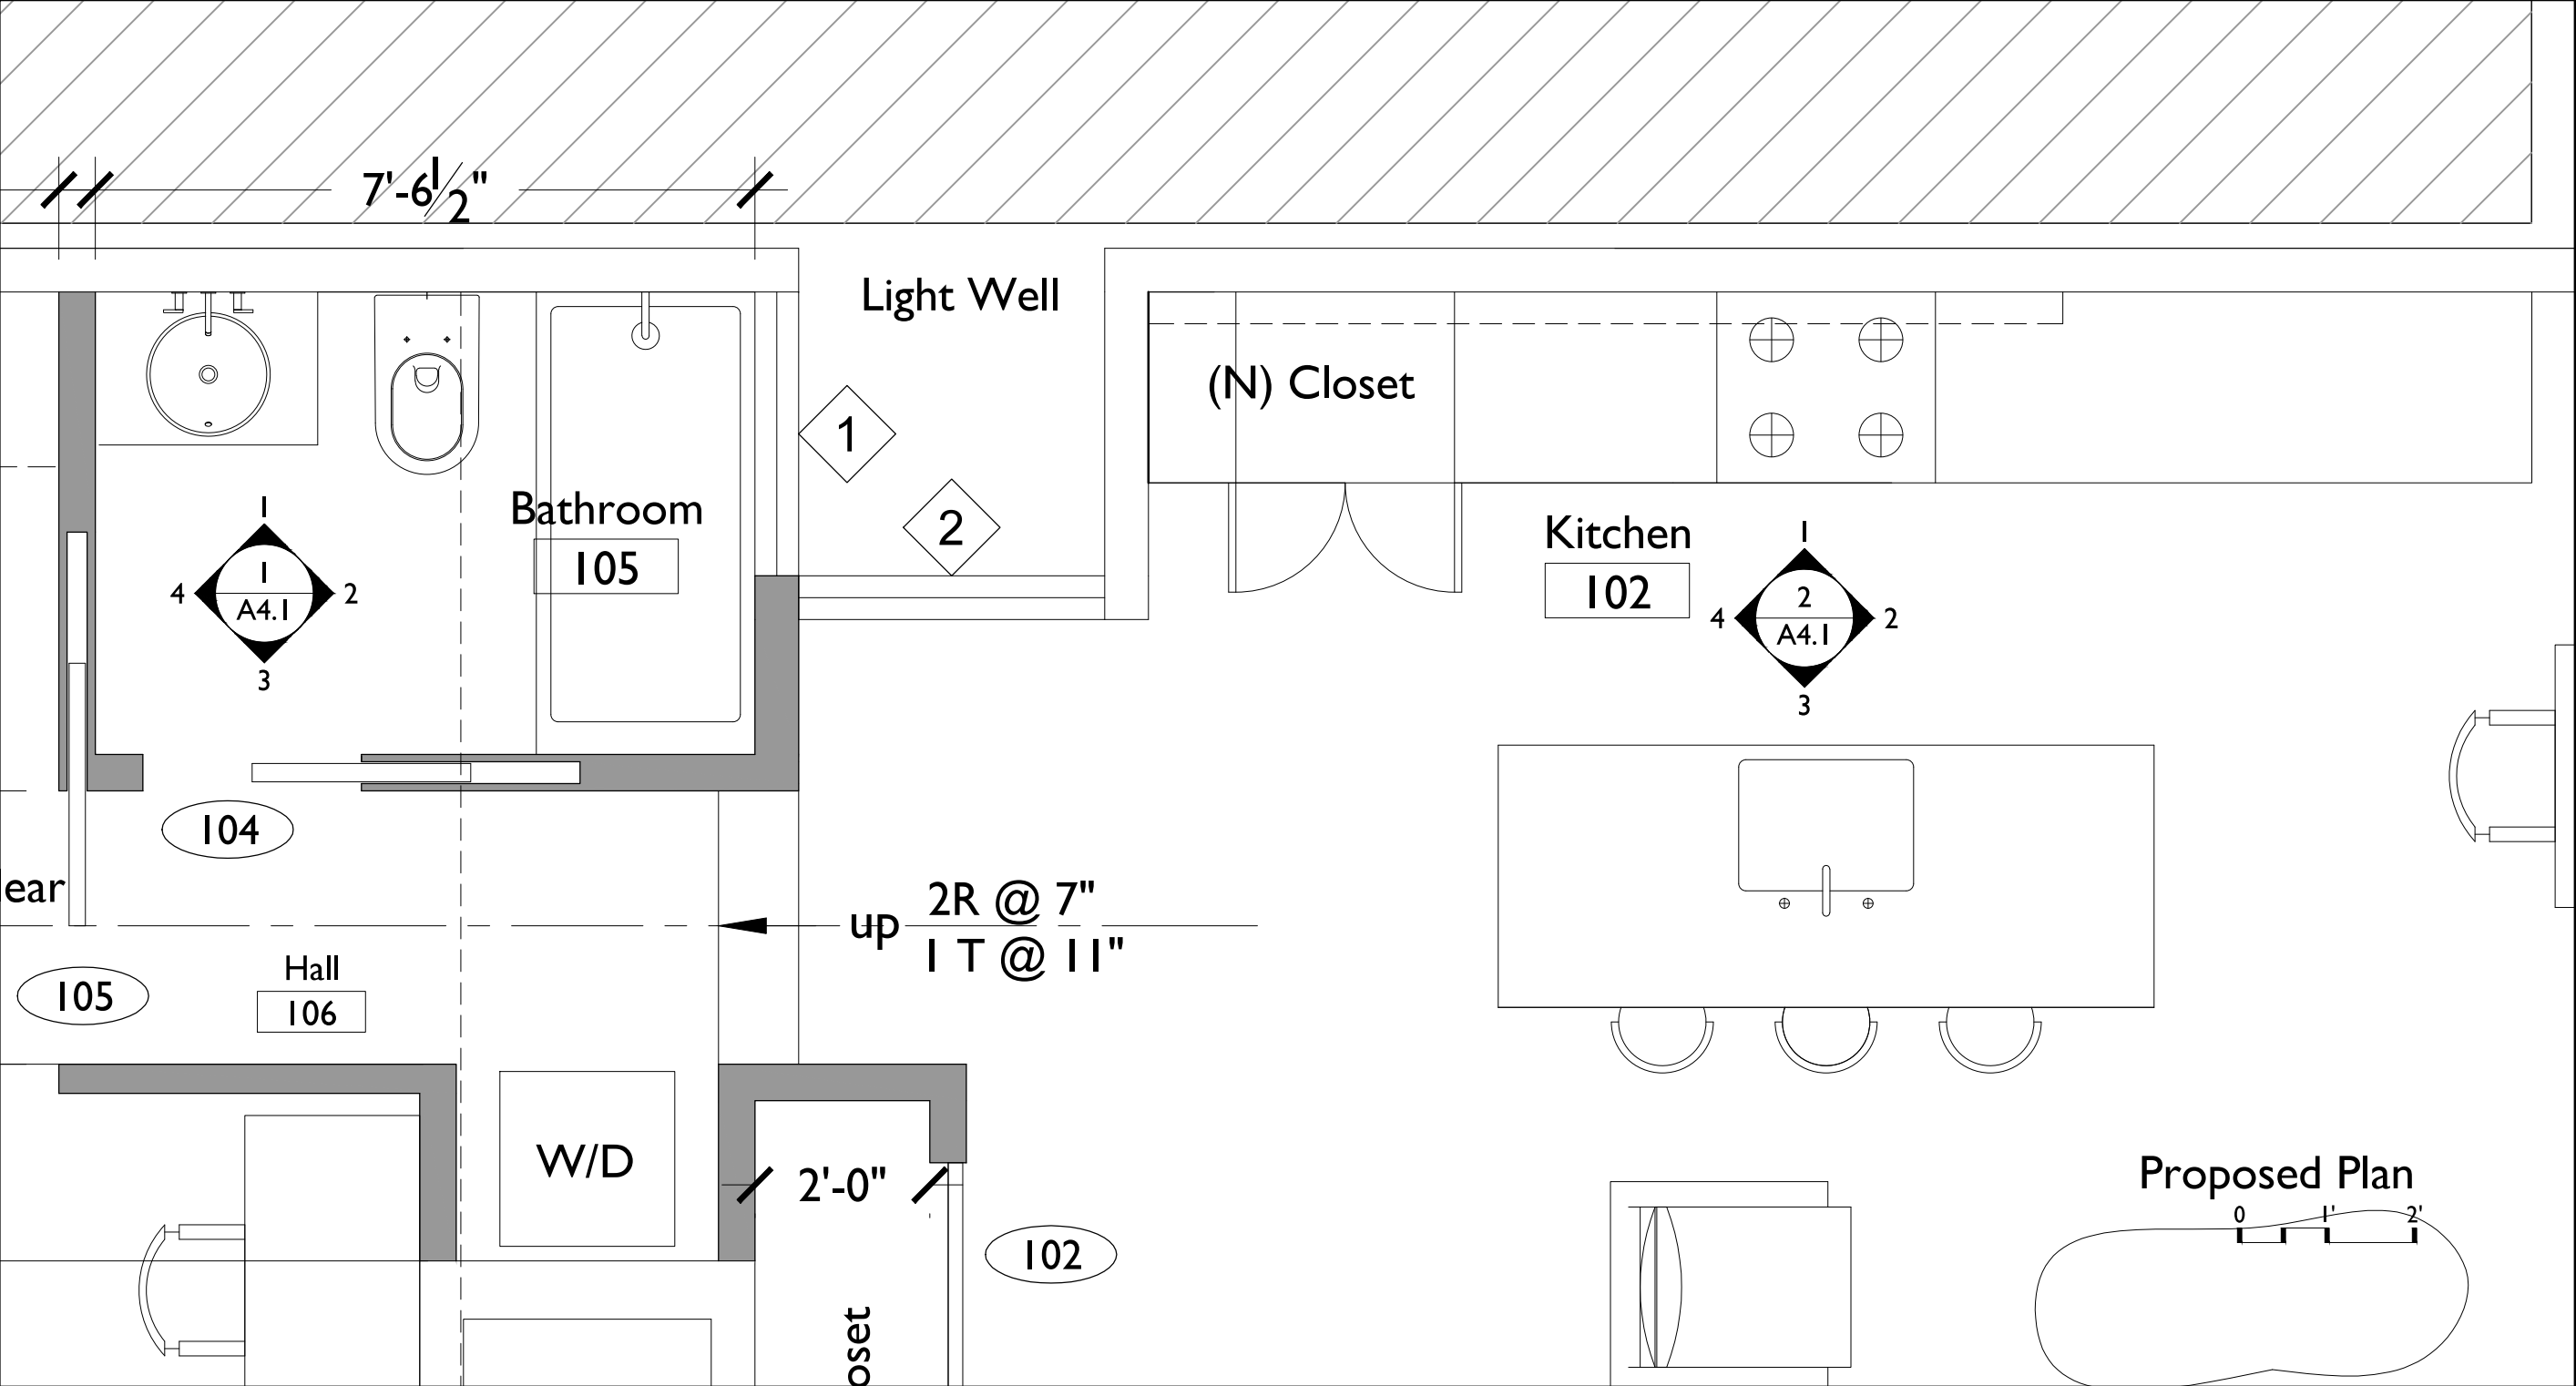 7'-6 1/2"
Light Well
(N) Closet
1
2
Bathroom
105
1
4
1
A4.1
2
3
Kitchen
102
1
4
2
A4.1
2
3
104
ear
up
2R @ 7"
1 T @ 11"
105
Hall
106
W/D
2'-0"
102
oset
Proposed Plan
0 1' 2'